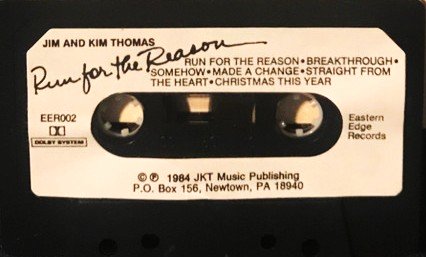 JIM AND KIM THOMAS
Run for the Reason
RUN FOR THE REASON • BREAKTHROUGH •
SOMEHOW • MADE A CHANGE • STRAIGHT FROM
THE HEART • CHRISTMAS THIS YEAR
EER002
DOLBY SYSTEM
Eastern
Edge
Records
© ℗ 1984 JKT Music Publishing
P.O. Box 156, Newtown, PA 18940